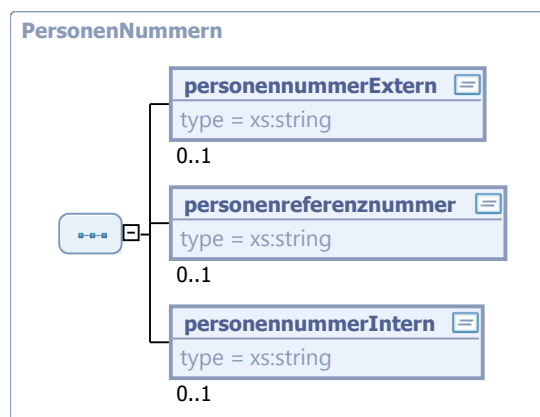 PersonenNummern
personennummerExtern
type = xs:string
0..1
personenreferenznummer
type = xs:string
0..1
personennummerIntern
type = xs:string
0..1